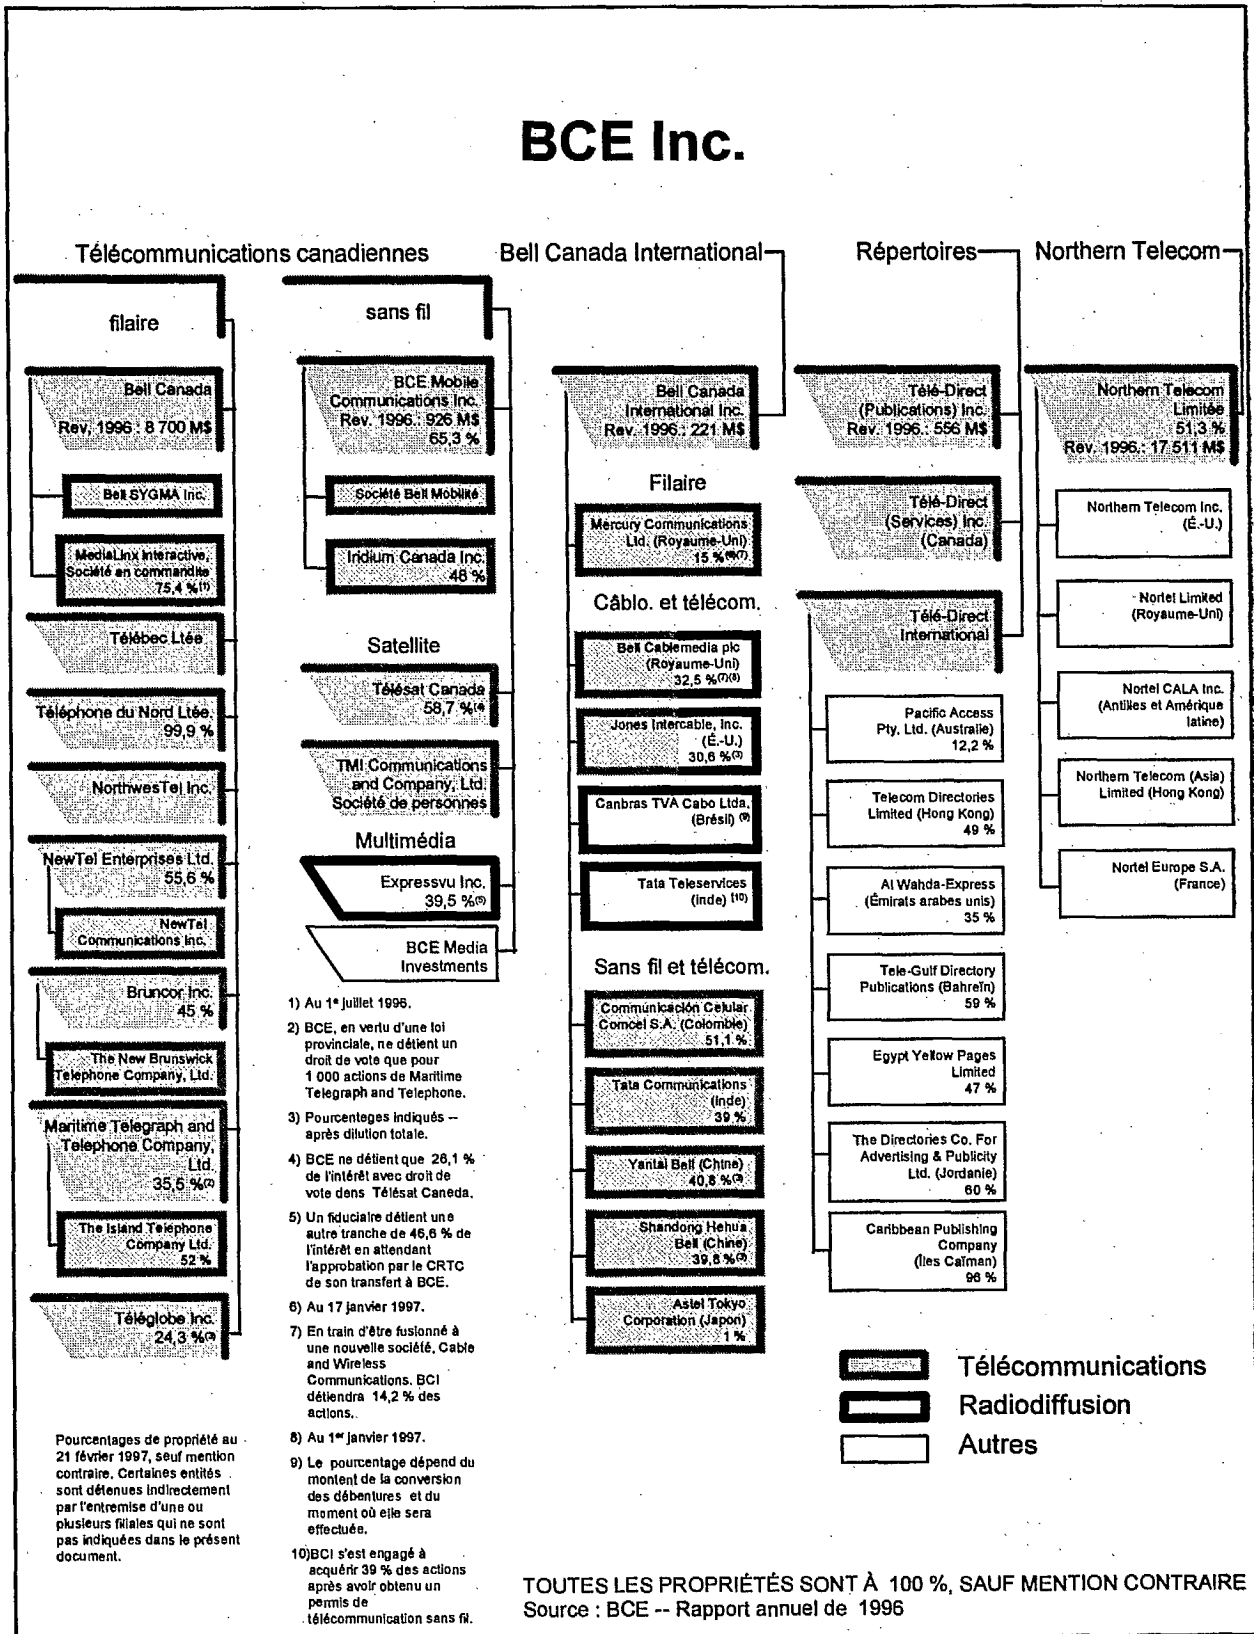 BCE Inc.
Télécommunications canadiennes
filaire
Bell Canada
Rev. 1996.: 8 700 M$
Bell SYGMA Inc.
MediaLinx Interactive,
Société en commandite
75,4 %(1)
Télébec Ltée.
Téléphone du Nord Ltée.
99,9 %
NorthwesTel Inc.
NewTel Enterprises Ltd.
55,6 %
NewTel
Communications Inc.
Bruncor Inc.
45 %
The New Brunswick
Telephone Company, Ltd.
Maritime Telegraph and
Telephone Company,
Ltd.
35,5 %(2)
The Island Telephone
Company Ltd.
52 %
Téléglobe Inc.
24,3 %(3)
Pourcentages de propriété au
21 février 1997, seuf mention
contraire. Certaines entités
sont détenues indirectement
par l'entremise d'une ou
plusieurs filiales qui ne sont
pas indiquées dans le présent
document.
sans fil
BCE Mobile
Communications Inc.
Rev. 1996.: 926 M$
65,3 %
Société Bell Mobilité
Iridium Canada Inc.
48 %
Satellite
Télésat Canada
58,7 %(4)
TMI Communications
and Company, Ltd.
Société de personnes
Multimédia
Expressvu Inc.
39,5 %(5)
BCE Media
Investments
1) Au 1er juillet 1996.
2) BCE, en vertu d'une loi
provinciale, ne détient un
droit de vote que pour
1 000 actions de Maritime
Telegraph and Telephone.
3) Pourcenteges indiqués --
après dilution totale.
4) BCE ne détient que 26,1 %
de l'intérêt avec droit de
vote dens Télésat Caneda.
5) Un fiduciaire détient une
autre tranche de 46,6 % de
l'intérêt en attendant
l'approbation par le CRTC
de son transfert à BCE.
6) Au 17 janvier 1997.
7) En train d'être fusionné à
une nouvelle société, Cable
and Wireless
Communications. BCI
détiendra 14,2 % des
actions.
8) Au 1er janvier 1997.
9) Le pourcentage dépend du
montent de la conversion
des débentures et du
moment où elle sera
effectuée.
10)BCI s'est engagé à
acquérir 39 % des actions
après avoir obtenu un
permis de
télécommunication sans fil.
Bell Canada International
Bell Canada
International Inc.
Rev. 1996.: 221 M$
Filaire
Mercury Communications
Ltd. (Royaume-Uni)
15 %(6)(7)
Câblo. et télécom.
Bell Cablemedia plc
(Royaume-Uni)
32,5 %(7)(8)
Jones Intercable, Inc.
(É.-U.)
30,6 %(3)
Canbras TVA Cabo Ltda.
(Brésil) (9)
Tata Teleservices
(Inde) (10)
Sans fil et télécom.
Communicación Celular
Comcel S.A. (Colombie)
51,1 %
Tata Communications
(Inde)
39 %
Yantai Bell (Chine)
40,8 %(3)
Shandong Hehua
Bell (Chine)
39,8 %(3)
Astel Tokyo
Corporation (Japon)
1 %
Répertoires
Télé-Direct
(Publications) Inc.
Rev. 1996.: 556 M$
Télé-Direct
(Services) Inc.
(Canada)
Télé-Direct
International
Pacific Access
Pty. Ltd. (Australie)
12,2 %
Telecom Directories
Limited (Hong Kong)
49 %
Al Wahda-Express
(Émirats arabes unis)
35 %
Tele-Gulf Directory
Publications (Bahreïn)
59 %
Egypt Yellow Pages
Limited
47 %
The Directories Co. For
Advertising & Publicity
Ltd. (Jordanie)
60 %
Caribbean Publishing
Company
(Îles Caïman)
96 %
Northern Telecom
Northern Telecom
Limitée
51,3 %
Rev. 1996.: 17 511 M$
Northern Telecom Inc.
(É.-U.)
Nortel Limited
(Royaume-Uni)
Nortel CALA Inc.
(Antilles et Amérique
latine)
Northern Telecom (Asia)
Limited (Hong Kong)
Nortel Europe S.A.
(France)
Télécommunications
Radiodiffusion
Autres
TOUTES LES PROPRIÉTÉS SONT À 100 %, SAUF MENTION CONTRAIRE
Source : BCE -- Rapport annuel de 1996